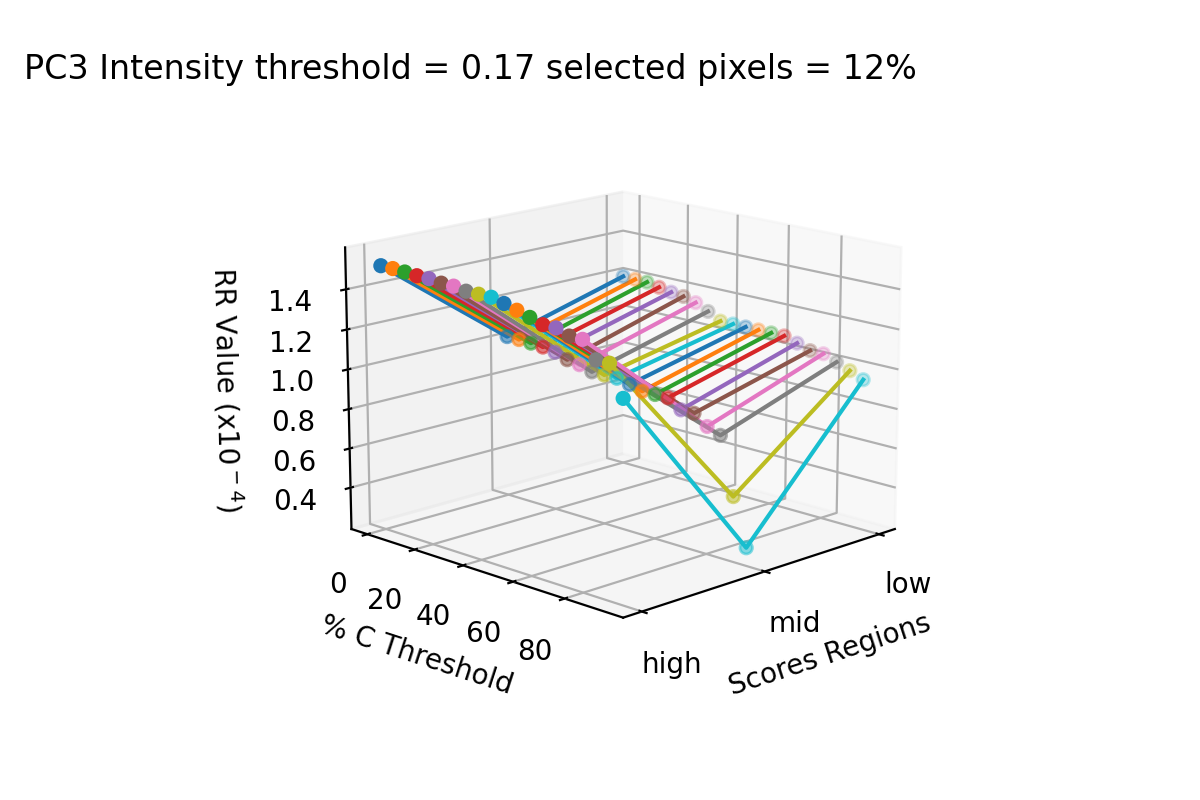 PC3 Intensity threshold = 0.17 selected pixels = 12%
RR Value (x10⁻⁴)
1.4
1.2
1.0
0.8
0.6
0.4
0
20
40
60
80
% C Threshold
high
mid
low
Scores Regions